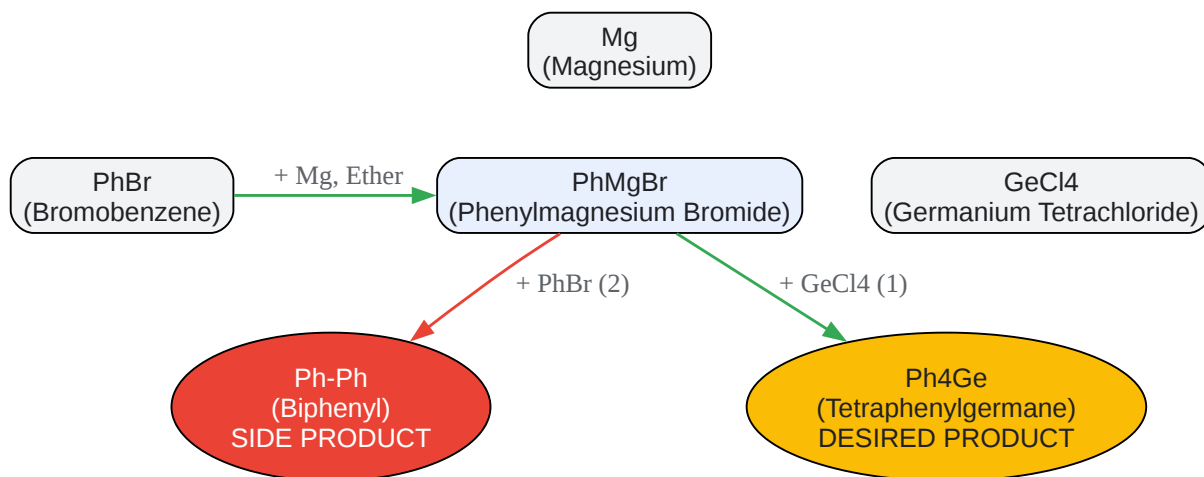 Mg
(Magnesium)
PhBr
(Bromobenzene)
+ Mg, Ether
PhMgBr
(Phenylmagnesium Bromide)
GeCl4
(Germanium Tetrachloride)
+ PhBr (2)
+ GeCl4 (1)
Ph-Ph
(Biphenyl)
SIDE PRODUCT
Ph4Ge
(Tetraphenylgermane)
DESIRED PRODUCT